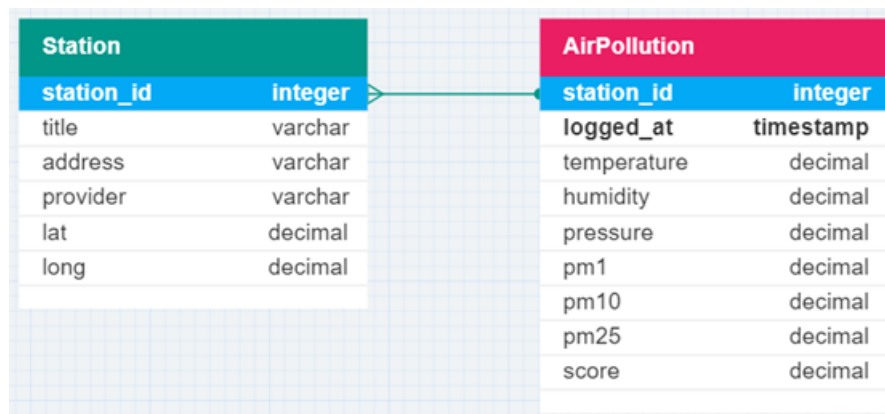 Station
station_id integer
title varchar
address varchar
provider varchar
lat decimal
long decimal
AirPollution
station_id integer
logged_at timestamp
temperature decimal
humidity decimal
pressure decimal
pm1 decimal
pm10 decimal
pm25 decimal
score decimal